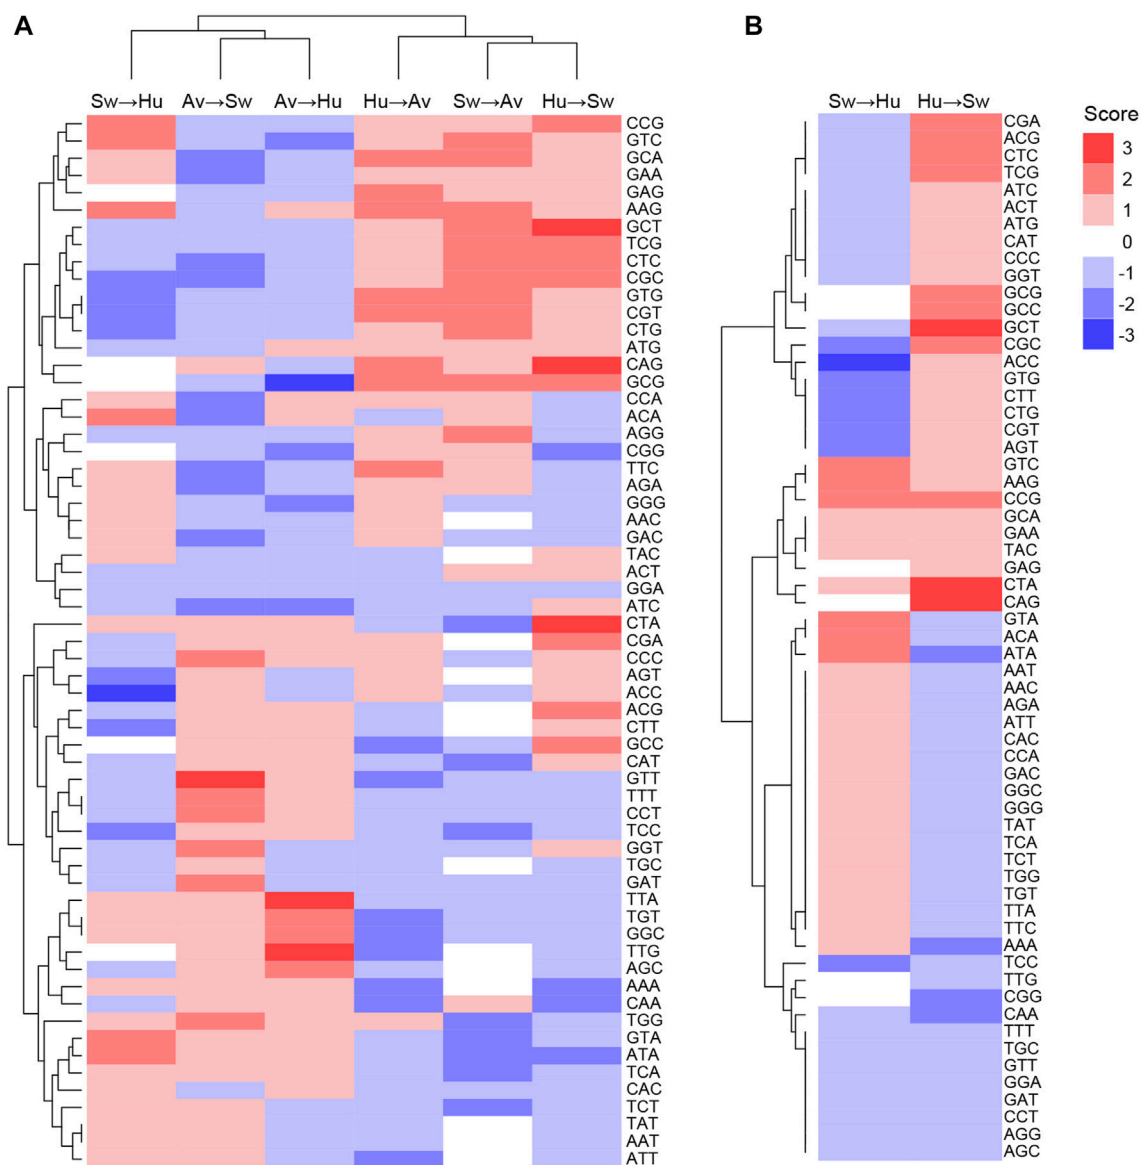 A
B
Sw→Hu Av→Sw Av→Hu Hu→Av Sw→Av Hu→Sw
CCG
GTC
GCA
GAA
GAG
AAG
GCT
TCG
CTC
CGC
GTG
CGT
CTG
ATG
CAG
GCG
CCA
ACA
AGG
CGG
TTC
AGA
GGG
AAC
GAC
TAC
ACT
GGA
ATC
CTA
CGA
CCC
AGT
ACC
ACG
CTT
GCC
CAT
GTT
TTT
CCT
TCC
GGT
TGC
GAT
TTA
TGT
GGC
TTG
AGC
AAA
CAA
TGG
GTA
ATA
TCA
CAC
TCT
TAT
AAT
ATT
Sw→Hu Hu→Sw
CGA
ACG
CTC
TCG
ATC
ACT
ATG
CAT
CCC
GGT
GCG
GCC
GCT
CGC
ACC
GTG
CTT
CTG
CGT
AGT
GTC
AAG
CCG
GCA
GAA
TAC
GAG
CTA
CAG
GTA
ACA
ATA
AAT
AAC
AGA
ATT
CAC
CCA
GAC
GGC
GGG
TAT
TCA
TCT
TGG
TGT
TTA
TTC
AAA
TCC
TTG
CGG
CAA
TTT
TGC
GTT
GGA
GAT
CCT
AGG
AGC
Score
3
2
1
0
-1
-2
-3